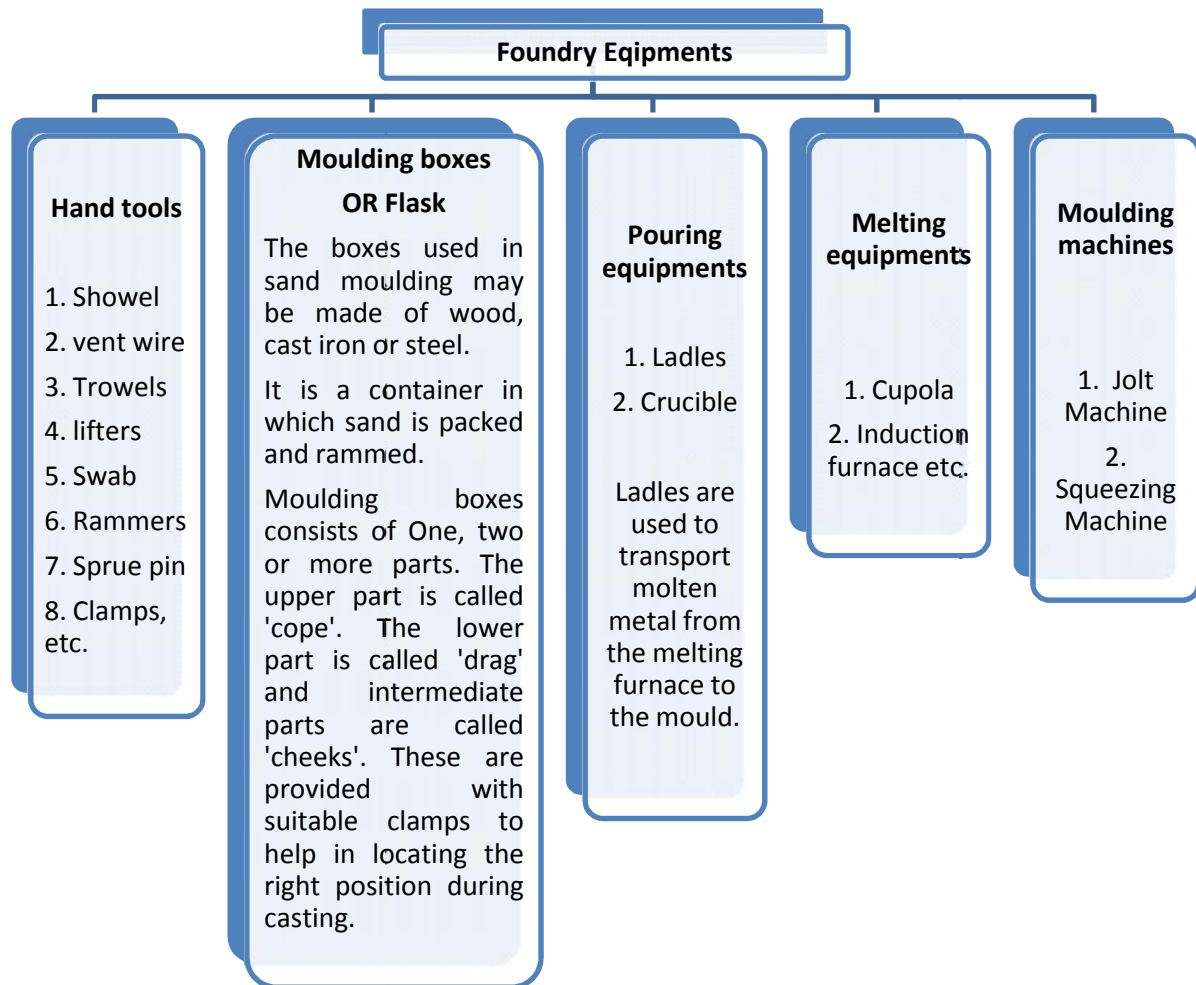 Foundry Eqipments
Hand tools
1. Showel
2. vent wire
3. Trowels
4. lifters
5. Swab
6. Rammers
7. Sprue pin
8. Clamps,
etc.
Moulding boxes
OR Flask
The boxes used in
sand moulding may
be made of wood,
cast iron or steel.
It is a container in
which sand is packed
and rammed.
Moulding boxes
consists of One, two
or more parts. The
upper part is called
'cope'. The lower
part is called 'drag'
and intermediate
parts are called
'cheeks'. These are
provided with
suitable clamps to
help in locating the
right position during
casting.
Pouring
equipments
1. Ladles
2. Crucible
Ladles are
used to
transport
molten
metal from
the melting
furnace to
the mould.
Melting
equipments
1. Cupola
2. Induction
furnace etc.
Moulding
machines
1. Jolt
Machine
2.
Squeezing
Machine